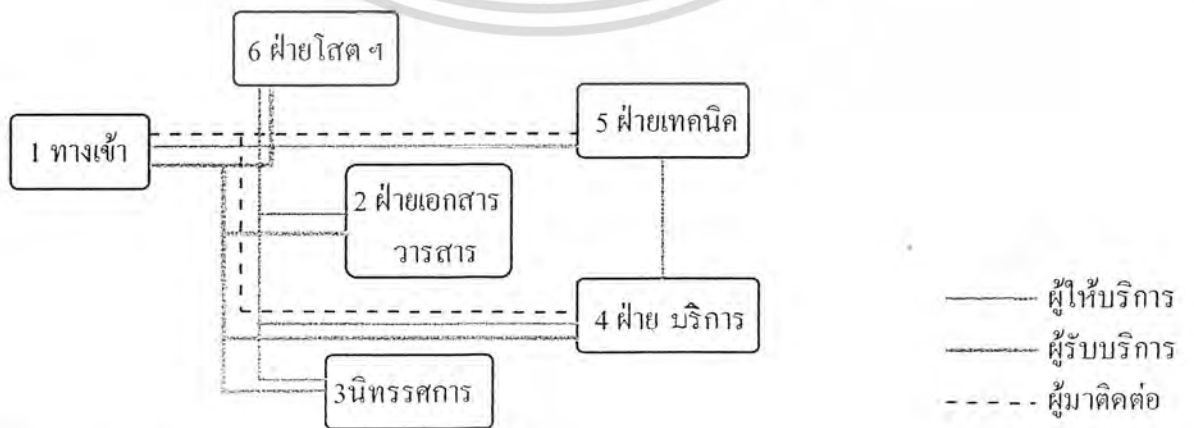 6 ฝ่ายโสต ฯ
1 ทางเข้า
5 ฝ่ายเทคนิค
2 ฝ่ายเอกสาร
วารสาร
4 ฝ่าย บริการ
3นิทรรศการ
ผู้ให้บริการ
ผู้รับบริการ
ผู้มาติดต่อ